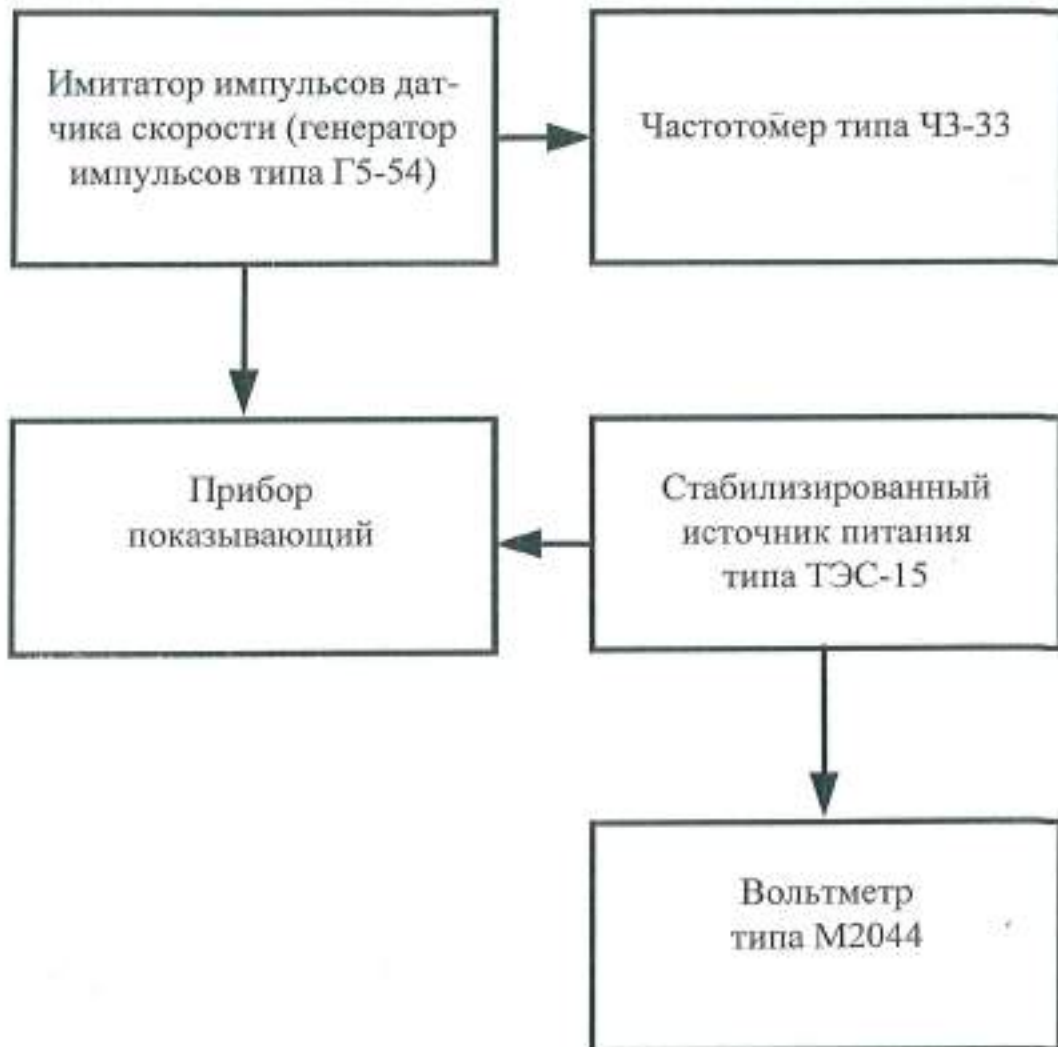 Имитатор импульсов дат-
чика скорости (генератор
импульсов типа Г5-54)
Частотомер типа ЧЗ-33
Прибор
показывающий
Стабилизированный
источник питания
типа ТЭС-15
Вольтметр
типа М2044